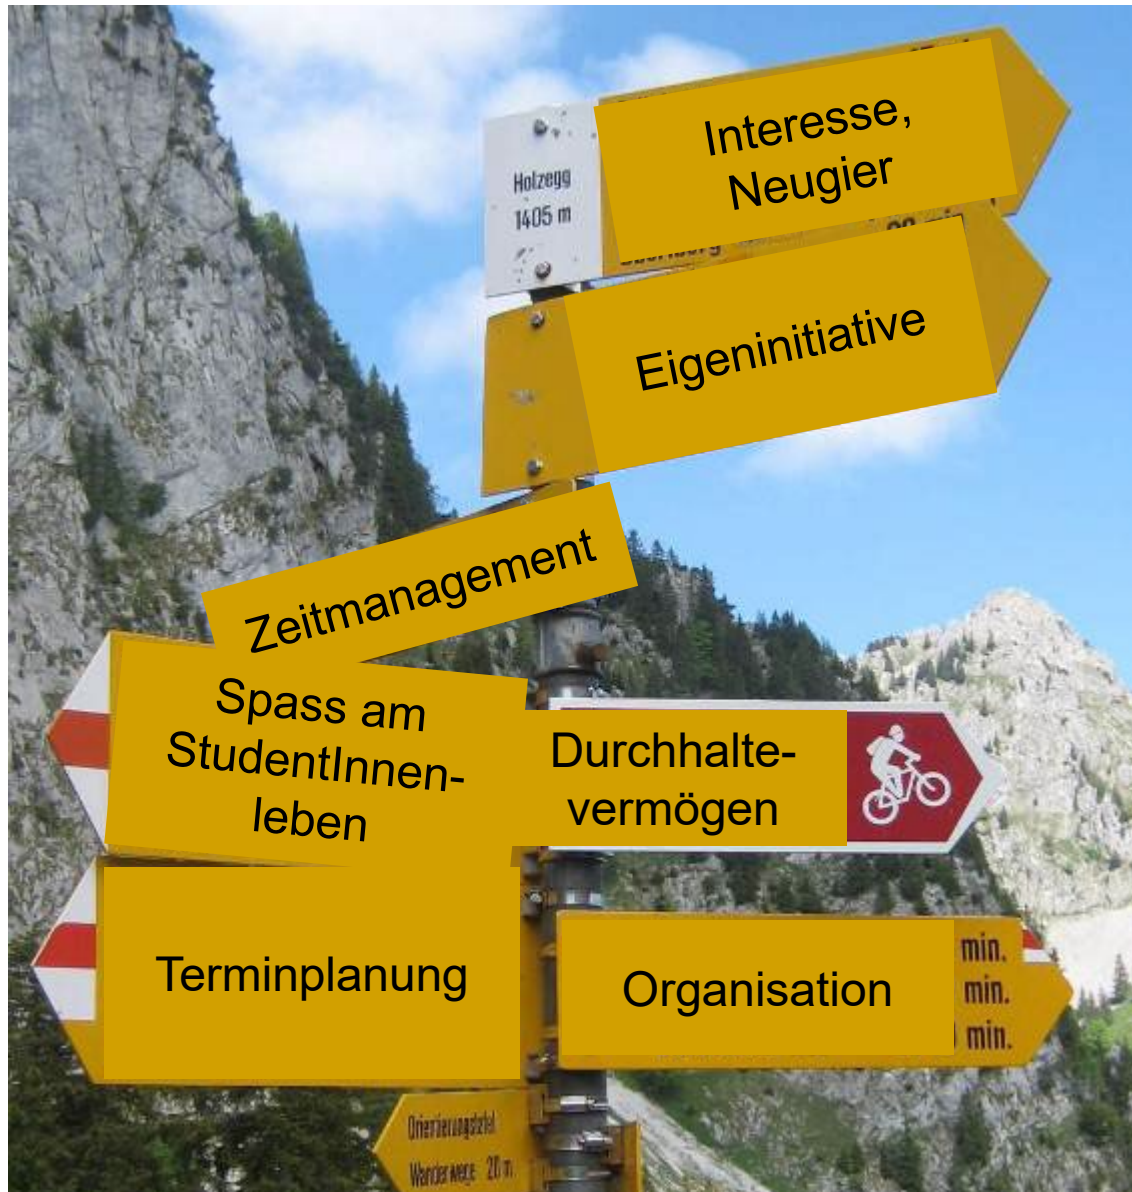 Interesse,
Neugier
Holzegg
1405 m
Eigeninitiative
Zeitmanagement
Spass am
StudentInnen-
leben
Durchhalte-
vermögen
Terminplanung
Organisation
min.
min.
min.
Orientierungstafel
Wanderwege 20 m